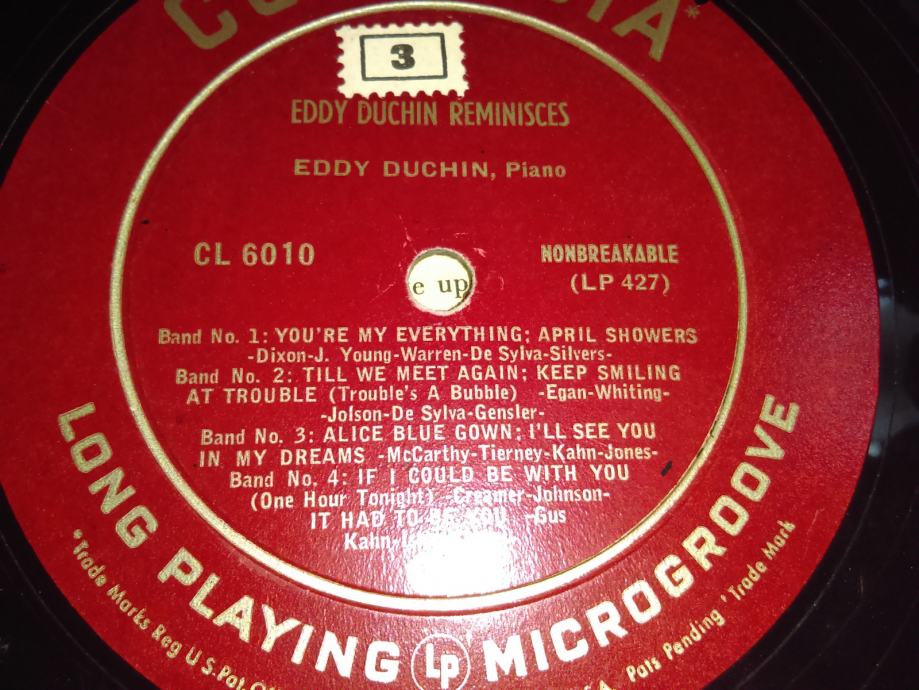 3
EDDY DUCHIN REMINISCES
EDDY DUCHIN, Piano
CL 6010
NONBREAKABLE
(LP 427)
e up
Band No. 1: YOU'RE MY EVERYTHING; APRIL SHOWERS
-Dixon-J. Young-Warren-De Sylva-Silvers-
Band No. 2: TILL WE MEET AGAIN; KEEP SMILING
AT TROUBLE (Trouble's A Bubble) -Egan-Whiting-
-Jolson-De Sylva-Gensler-
Band No. 3: ALICE BLUE GOWN; I'LL SEE YOU
IN MY DREAMS -McCarthy-Tierney-Kahn-Jones-
Band No. 4: IF I COULD BE WITH YOU
(One Hour Tonight) -Creamer-Johnson-
IT HAD TO BE YOU -Gus
Kahn-
LONG PLAYING Lp MICROGROOVE
*Trade Marks Reg U.S. Pat. Pats Pending 'Trade Mark